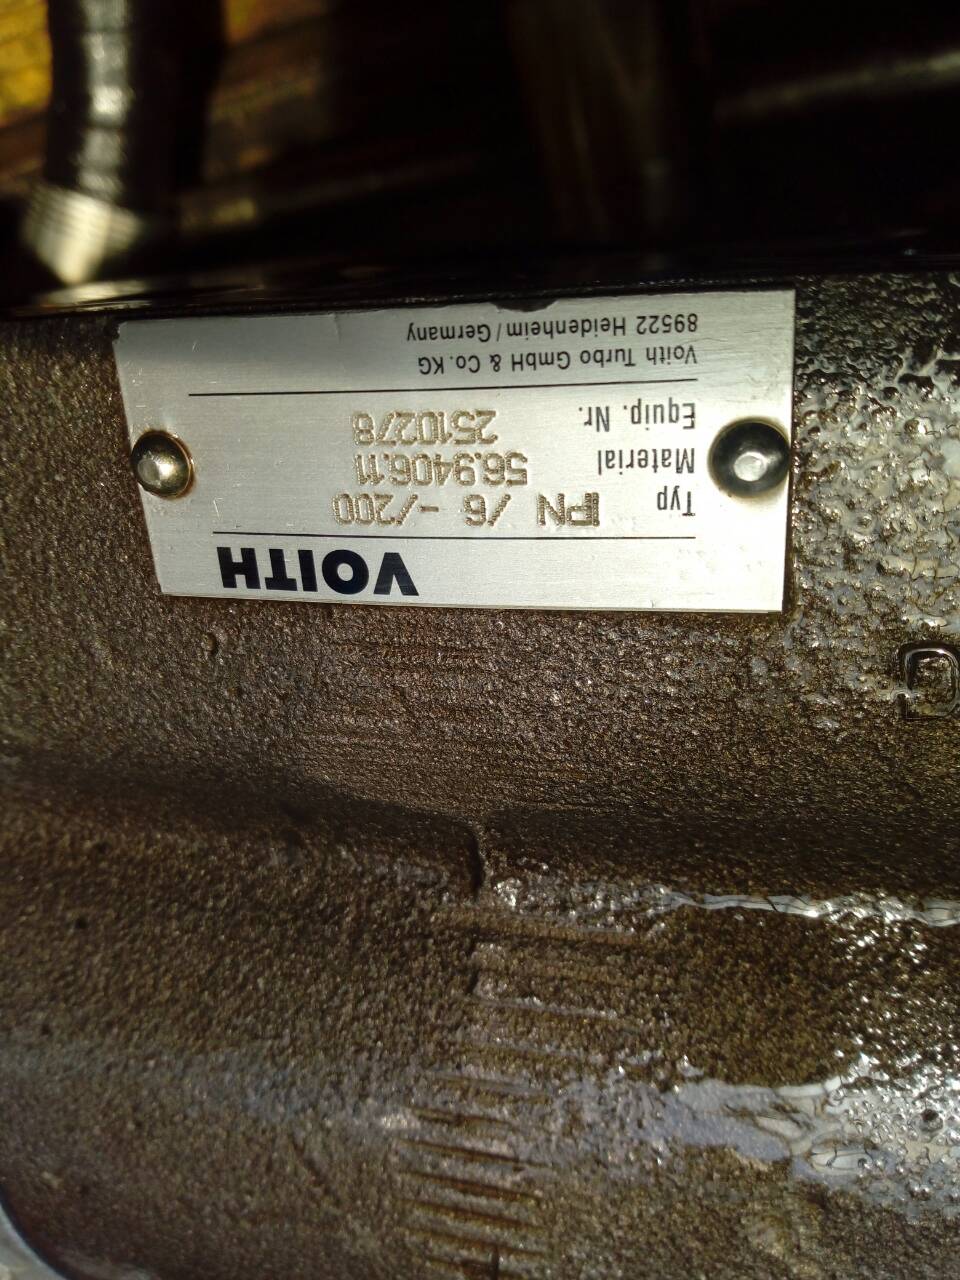 VOITH
Typ IPN /6 -/200
Material 56.9406.11
Equip. Nr. 2510278
Voith Turbo GmbH & Co. KG
89522 Heidenheim / Germany
D